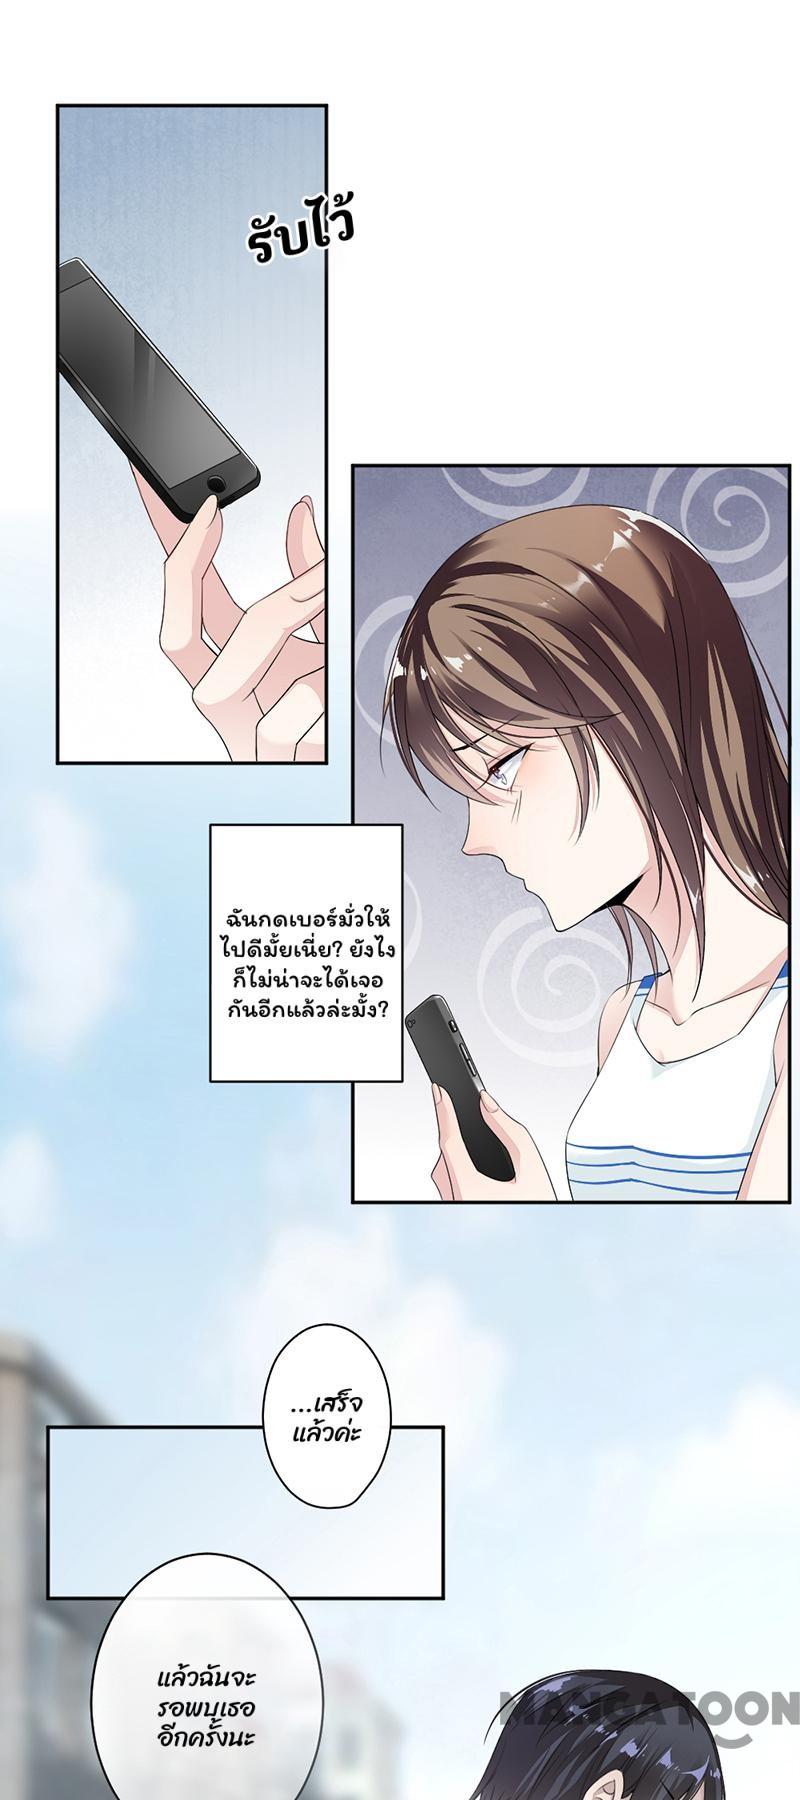 รับไว้
ฉันกดเบอร์มั่วให้
ไปดีมั้ยเนี่ย? ยังไง
ก็ไม่น่าจะได้เจอ
กันอีกแล้วล่ะมั้ง?
...เสร็จ
แล้วค่ะ
แล้วฉันจะ
รอพบเธอ
อีกครั้งนะ
MANGATOON